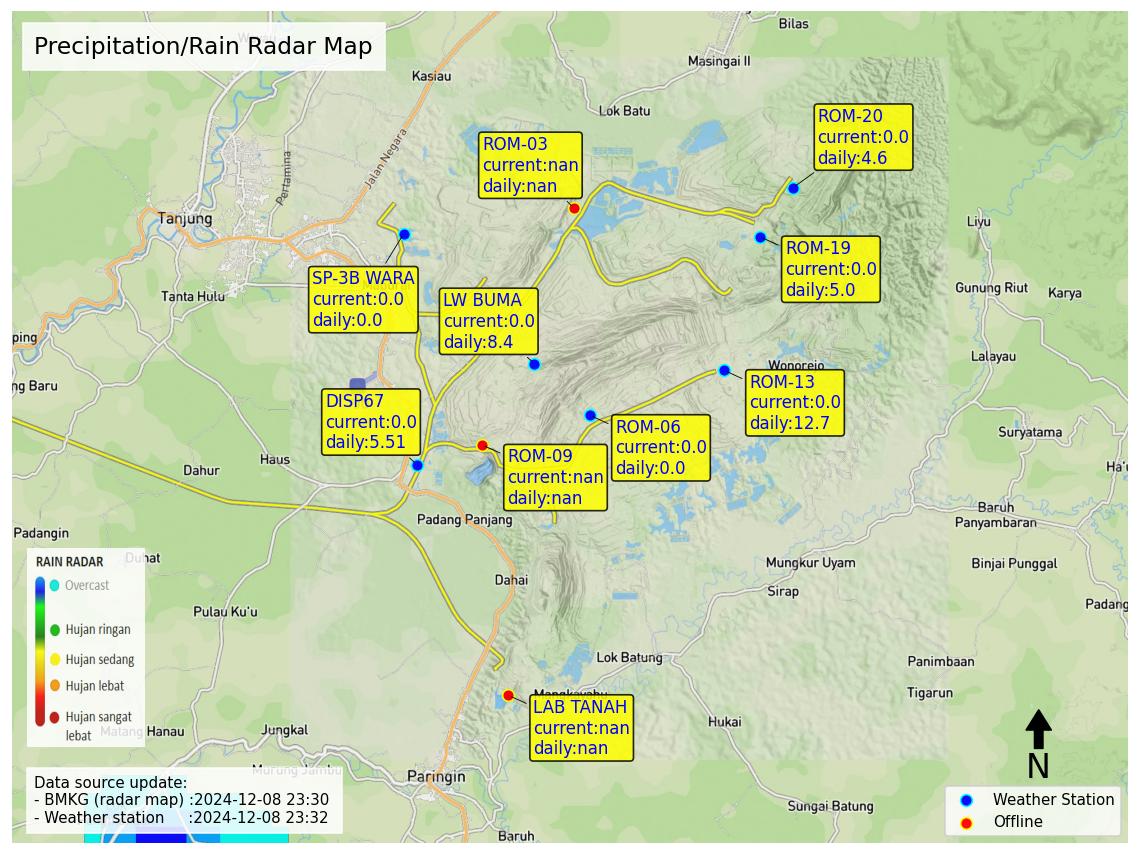 Precipitation/Rain Radar Map
Bilas
Masingai II
Kasiau
Lok Batu
Jalan Negara
Pertamina
Tanjung
Tanta Hulu
ROM-20
current:0.0
daily:4.6
ROM-03
current:nan
daily:nan
ROM-19
current:0.0
daily:5.0
SP-3B WARA
current:0.0
daily:0.0
LW BUMA
current:0.0
daily:8.4
Liyu
Gunung Riut
Karya
Lalayau
ping
ng Baru
Wonorejo
ROM-13
current:0.0
daily:12.7
DISP67
current:0.0
daily:5.51
ROM-06
current:0.0
daily:0.0
ROM-09
current:nan
daily:nan
Suryatama
Haus
Dahur
Padang Panjang
Baruh
Panyambaran
Padangin
Duhat
Binjai Punggal
Mungkur Uyam
Sirap
Dahai
Padang
Pulau Ku'u
RAIN RADAR
Overcast
Hujan ringan
Hujan sedang
Hujan lebat
Hujan sangat
lebat
Lok Batung
Panimbaan
Tigarun
LAB TANAH
current:nan
daily:nan
Hukai
Matang Hanau
Jungkal
Murung Jambu
Paringin
Sungai Batung
Baruh
N
Data source update:
- BMKG (radar map) :2024-12-08 23:30
- Weather station :2024-12-08 23:32
Weather Station
Offline